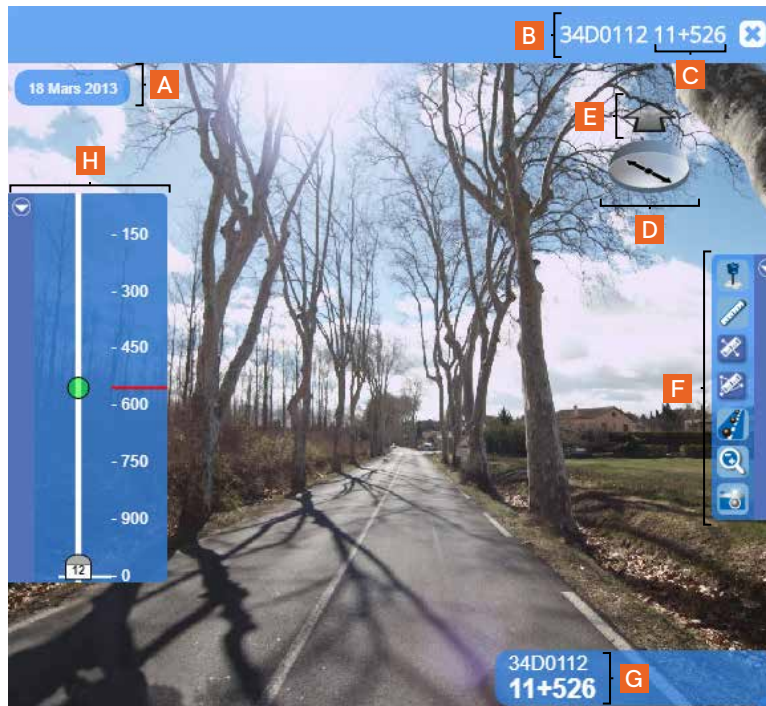 B
34D0112 11+526
C
18 Mars 2013
A
E
D
H
- 150
- 300
- 450
- 600
- 750
- 900
12
- 0
F
34D0112
11+526
G